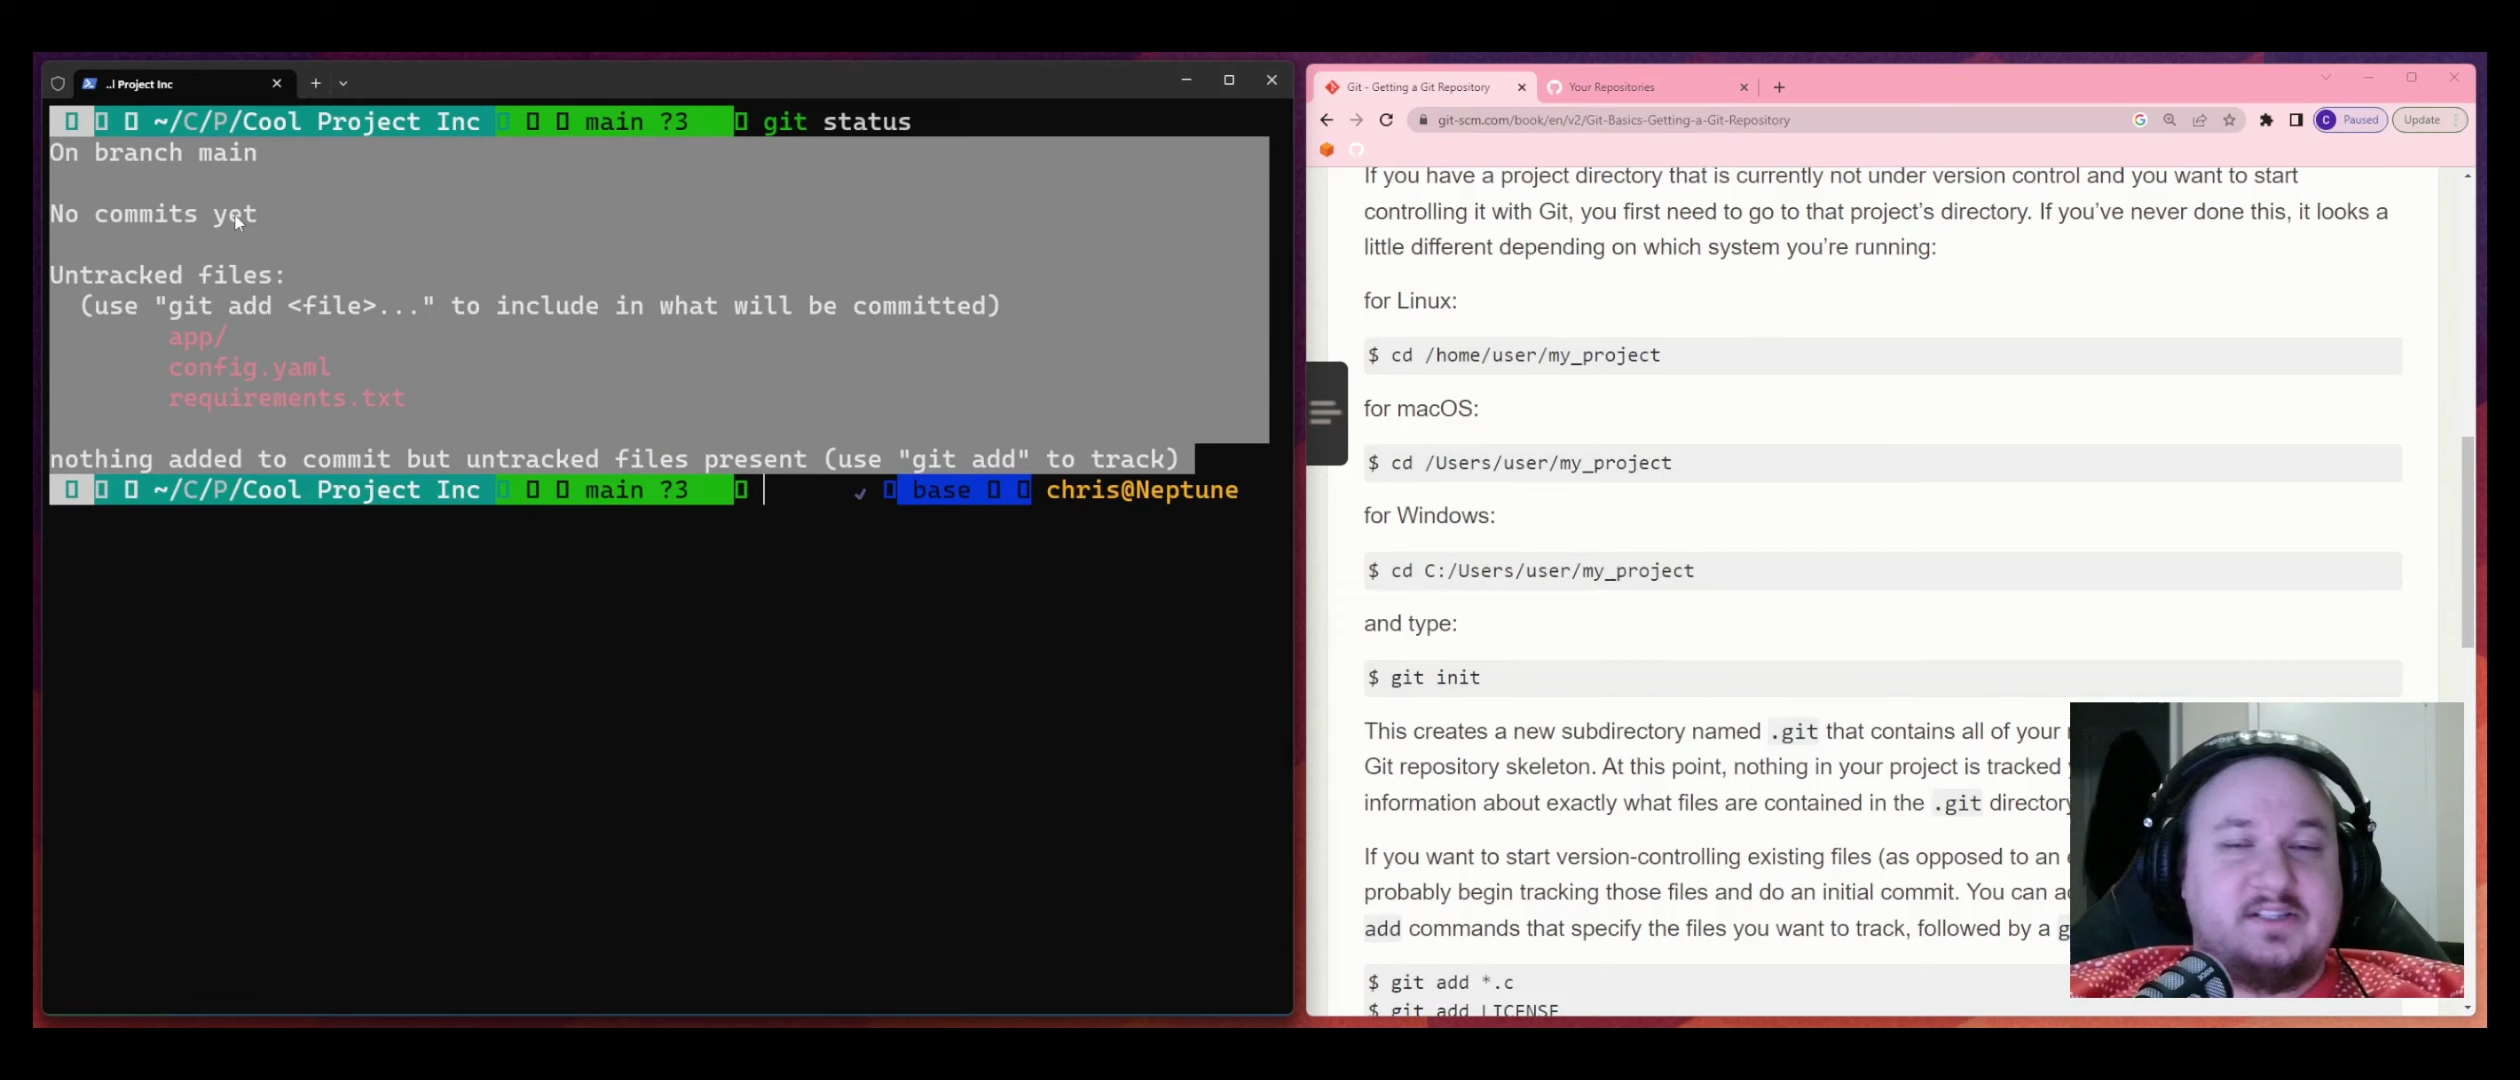 ..l Project Inc
~/C/P/Cool Project Inc main ?3 git status
On branch main
No commits yet
Untracked files:
(use "git add <file>..." to include in what will be committed)
app/
config.yaml
requirements.txt
nothing added to commit but untracked files present (use "git add" to track)
~/C/P/Cool Project Inc main ?3 base chris@Neptune
Git - Getting a Git Repository
Your Repositories
git-scm.com/book/en/v2/Git-Basics-Getting-a-Git-Repository
C Paused
Update
If you have a project directory that is currently not under version control and you want to start
controlling it with Git, you first need to go to that project's directory. If you've never done this, it looks a
little different depending on which system you're running:
for Linux:
$ cd /home/user/my_project
for macOS:
$ cd /Users/user/my_project
for Windows:
$ cd C:/Users/user/my_project
and type:
$ git init
This creates a new subdirectory named .git that contains all of your
Git repository skeleton. At this point, nothing in your project is tracked
information about exactly what files are contained in the .git directory
If you want to start version-controlling existing files (as opposed to an
probably begin tracking those files and do an initial commit. You can
add commands that specify the files you want to track, followed by a
$ git add *.c
$ git add LICENSE